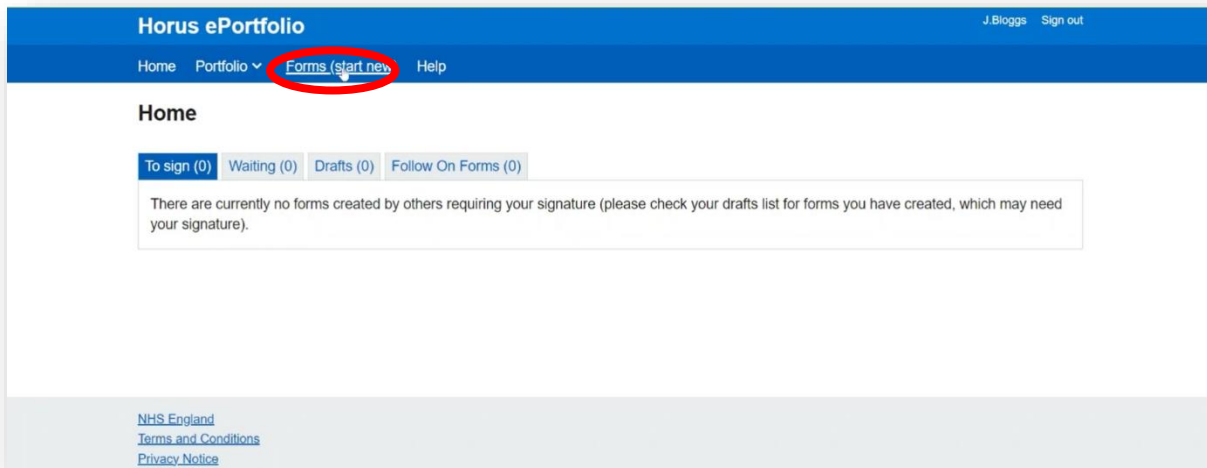 Horus ePortfolio
J.Bloggs Sign out
Home Portfolio Forms (start new) Help
Home
To sign (0) Waiting (0) Drafts (0) Follow On Forms (0)
There are currently no forms created by others requiring your signature (please check your drafts list for forms you have created, which may need
your signature).
NHS England
Terms and Conditions
Privacy Notice